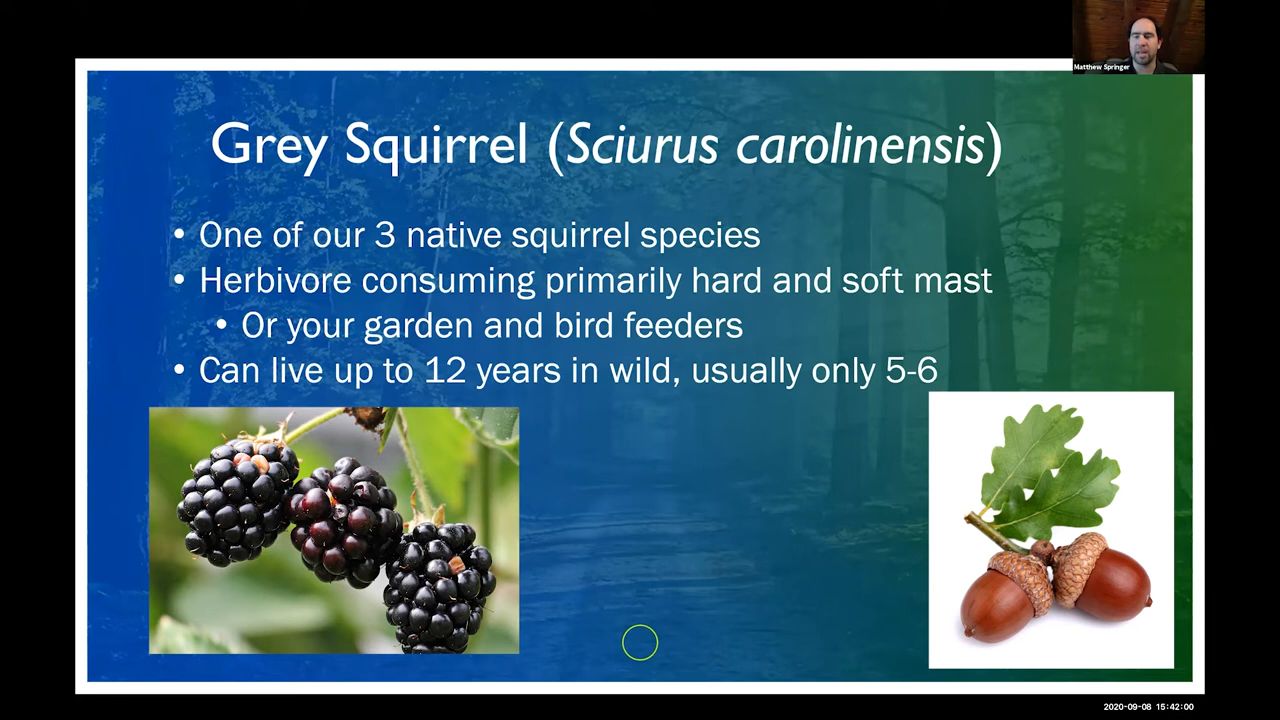 Matthew Springer
Grey Squirrel (Sciurus carolinensis)
• One of our 3 native squirrel species
• Herbivore consuming primarily hard and soft mast
• Or your garden and bird feeders
• Can live up to 12 years in wild, usually only 5-6
2020-09-08 15:42:00